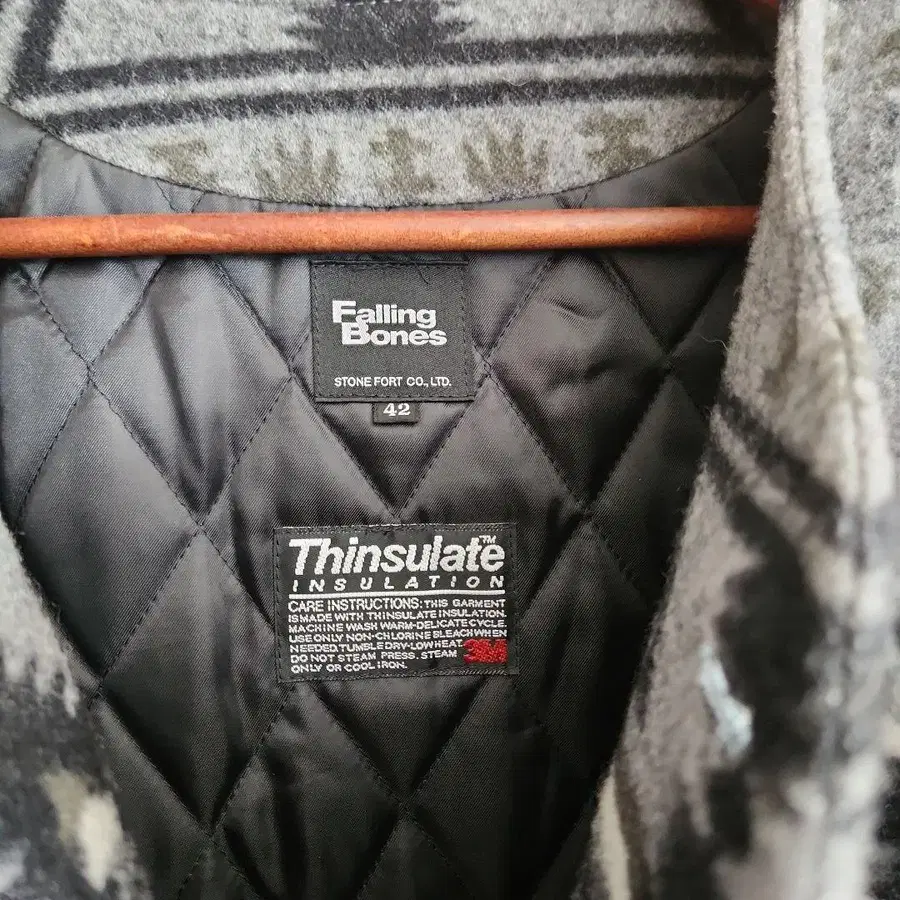 Falling
Bones
STONE FORT CO., LTD.
42
Thinsulate™
INSULATION
CARE INSTRUCTIONS: THIS GARMENT
IS MADE WITH THINSULATE INSULATION.
MACHINE WASH WARM-DELICATE CYCLE.
USE ONLY NON-CHLORINE BLEACH WHEN
NEEDED. TUMBLE DRY-LOW HEAT.
DO NOT STEAM PRESS. STEAM
ONLY OR COOL IRON.
3M